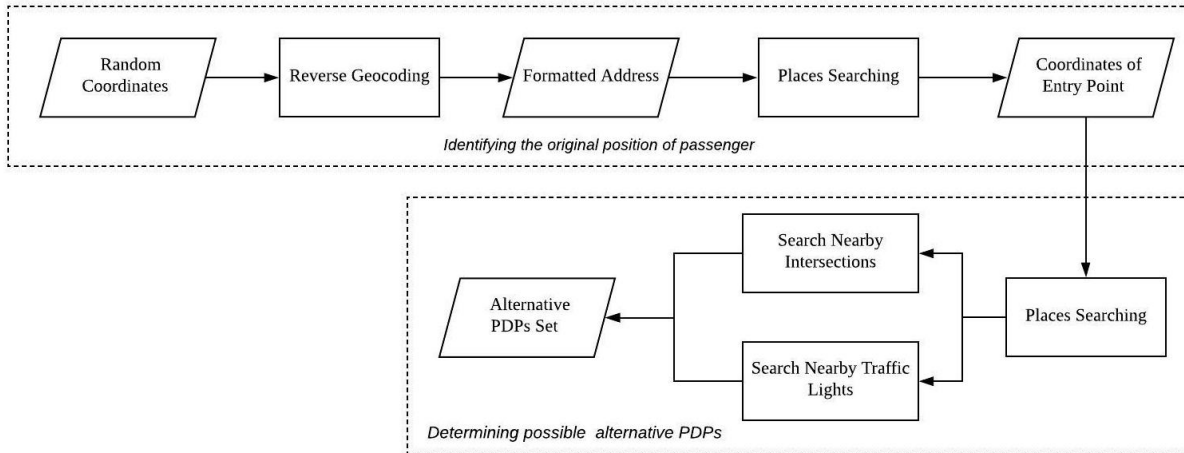 Random
Coordinates
Reverse Geocoding
Formatted Address
Places Searching
Coordinates of
Entry Point
Identifying the original position of passenger
Search Nearby
Intersections
Alternative
PDPs Set
Places Searching
Search Nearby Traffic
Lights
Determining possible alternative PDPs